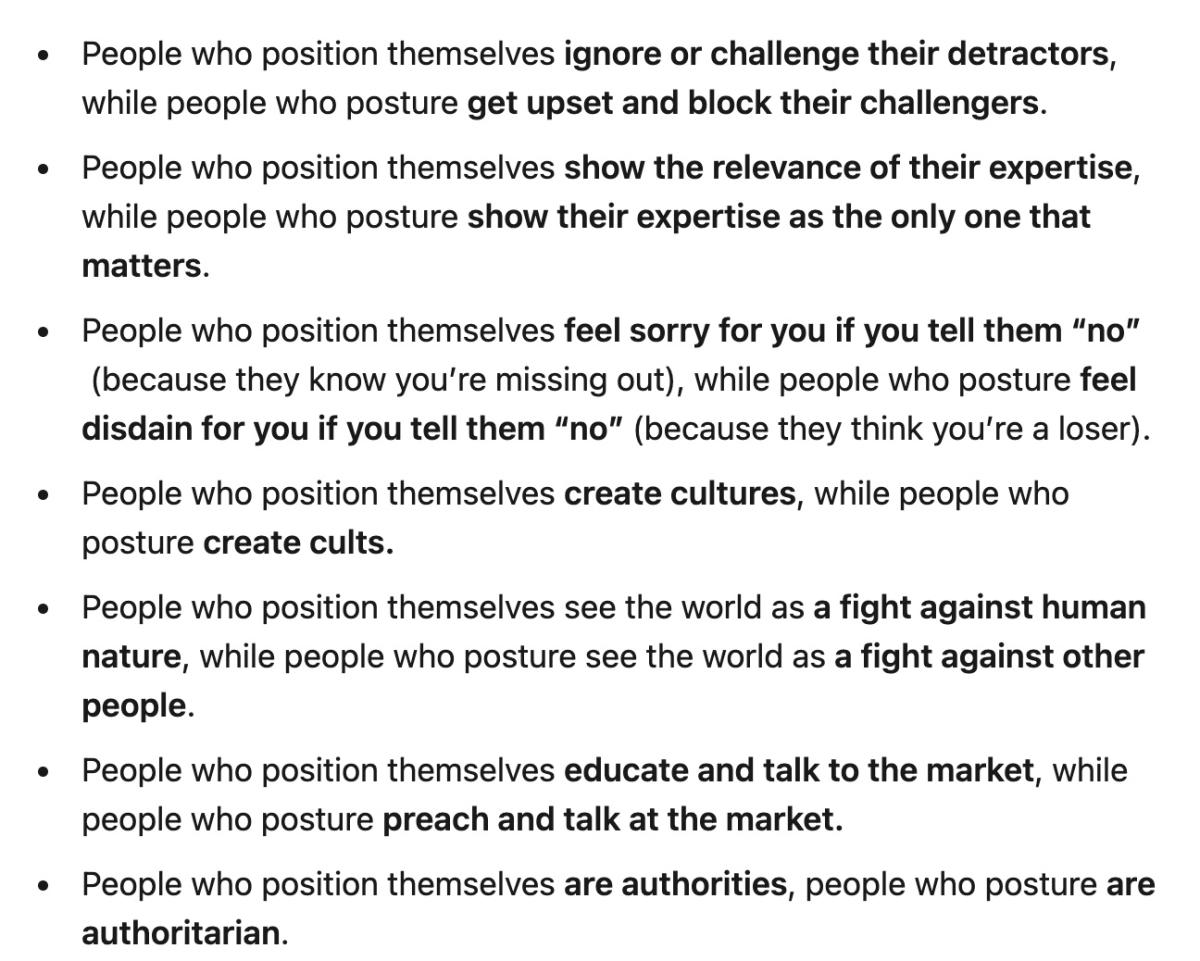 • People who position themselves ignore or challenge their detractors,
while people who posture get upset and block their challengers.
• People who position themselves show the relevance of their expertise,
while people who posture show their expertise as the only one that
matters.
• People who position themselves feel sorry for you if you tell them “no”
(because they know you’re missing out), while people who posture feel
disdain for you if you tell them “no” (because they think you’re a loser).
• People who position themselves create cultures, while people who
posture create cults.
• People who position themselves see the world as a fight against human
nature, while people who posture see the world as a fight against other
people.
• People who position themselves educate and talk to the market, while
people who posture preach and talk at the market.
• People who position themselves are authorities, people who posture are
authoritarian.